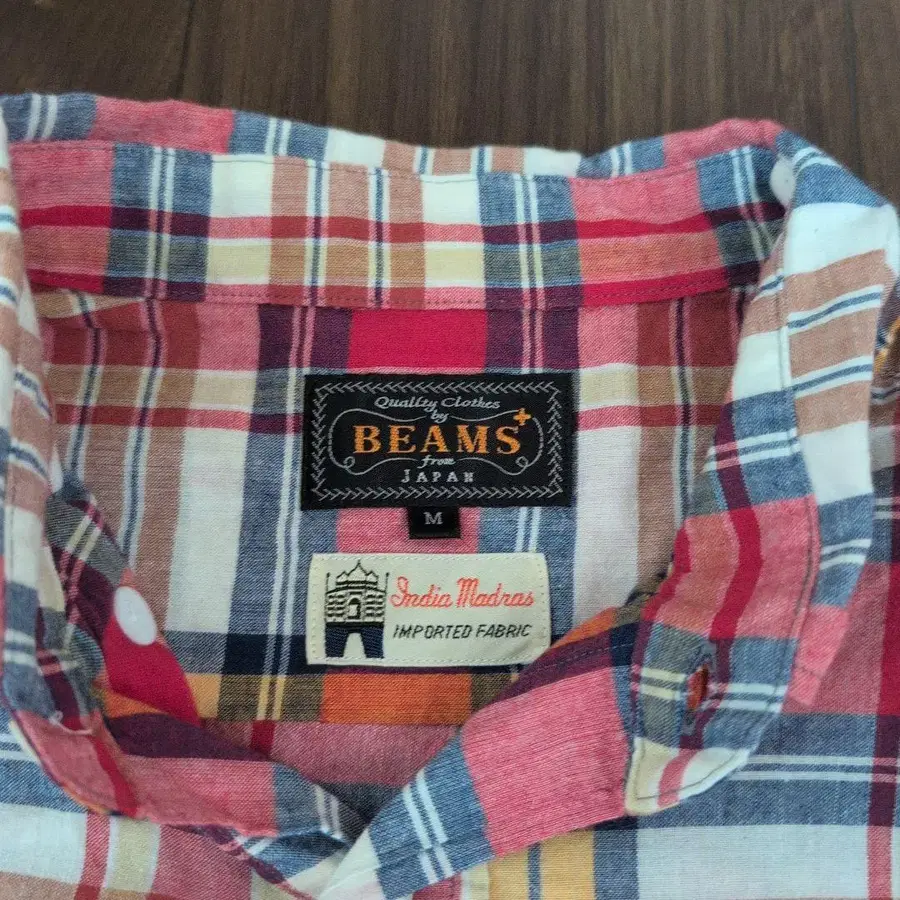 Quality Clothes
by
BEAMS+
from
JAPAN
M
India Madras
IMPORTED FABRIC